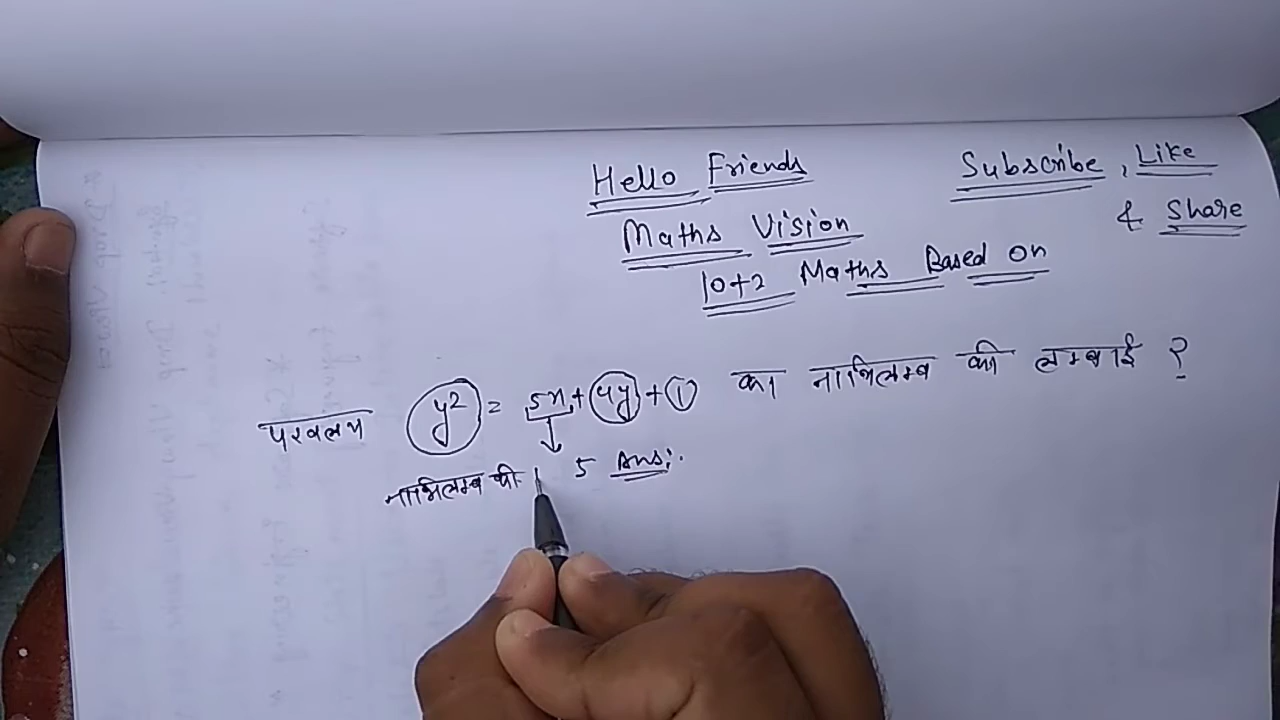 Hello Friends
Subscribe, Like
& Share
Maths Vision
10+2 Maths Based on
परवलय y² = 5x + 4y + 1 का नाभिलम्ब की लम्बाई ?
5 Ans:.
नाभिलम्ब की